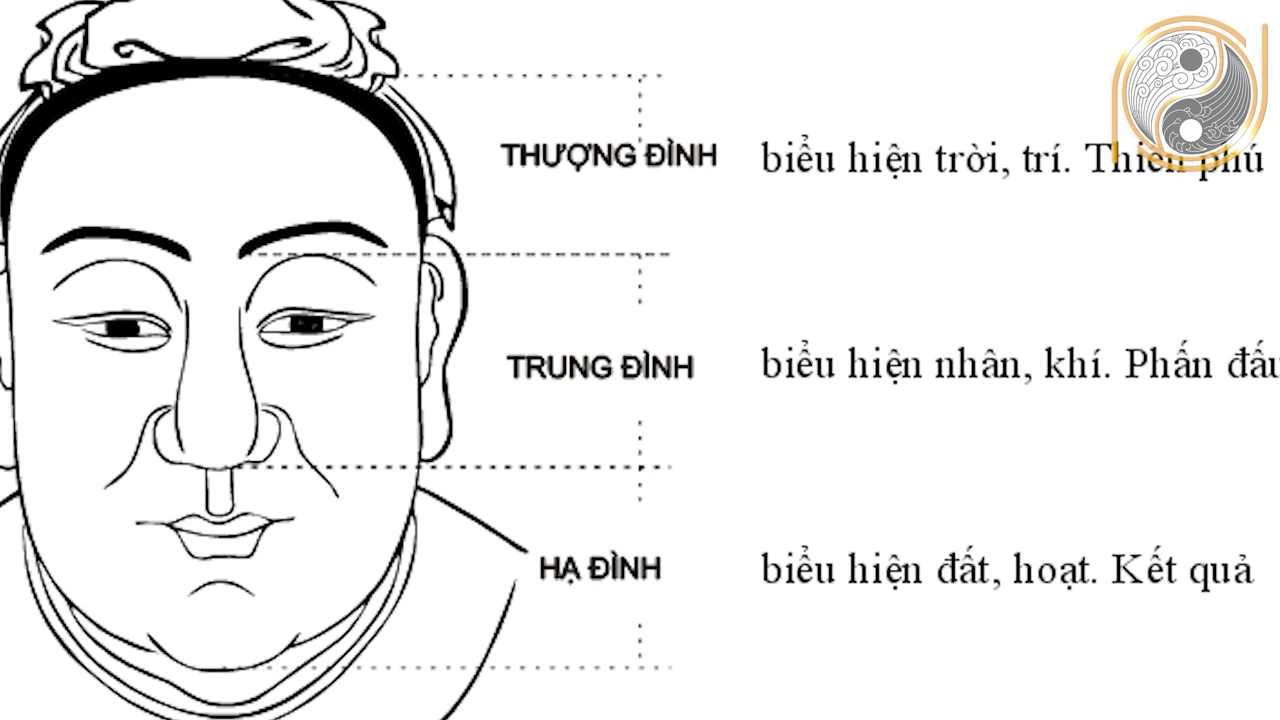 THƯỢNG ĐÌNH biểu hiện trời, trí. Thiên phú
TRUNG ĐÌNH biểu hiện nhân, khí. Phấn đấu
HẠ ĐÌNH biểu hiện đất, hoạt. Kết quả